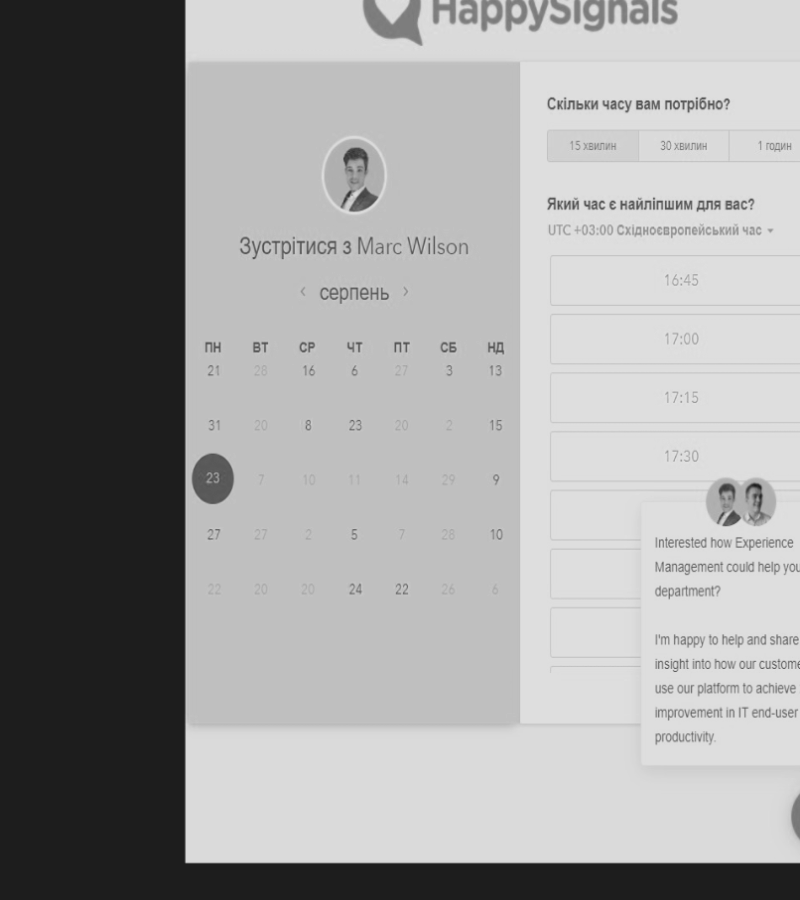 HappySignals
Зустрітися з Marc Wilson
‹ серпень ›
ПН ВТ СР ЧТ ПТ СБ НД
21 28 16 6 27 3 13
31 20 8 23 20 2 15
23 7 10 11 14 29 9
27 27 2 5 7 28 10
22 20 20 24 22 26 6
Скільки часу вам потрібно?
15 хвилин 30 хвилин 1 годин
Який час є найліпшим для вас?
UTC +03:00 Східноєвропейський час
16:45
17:00
17:15
17:30
Interested how Experience
Management could help you
department?
I'm happy to help and share
insight into how our custome
use our platform to achieve
improvement in IT end-user
productivity.